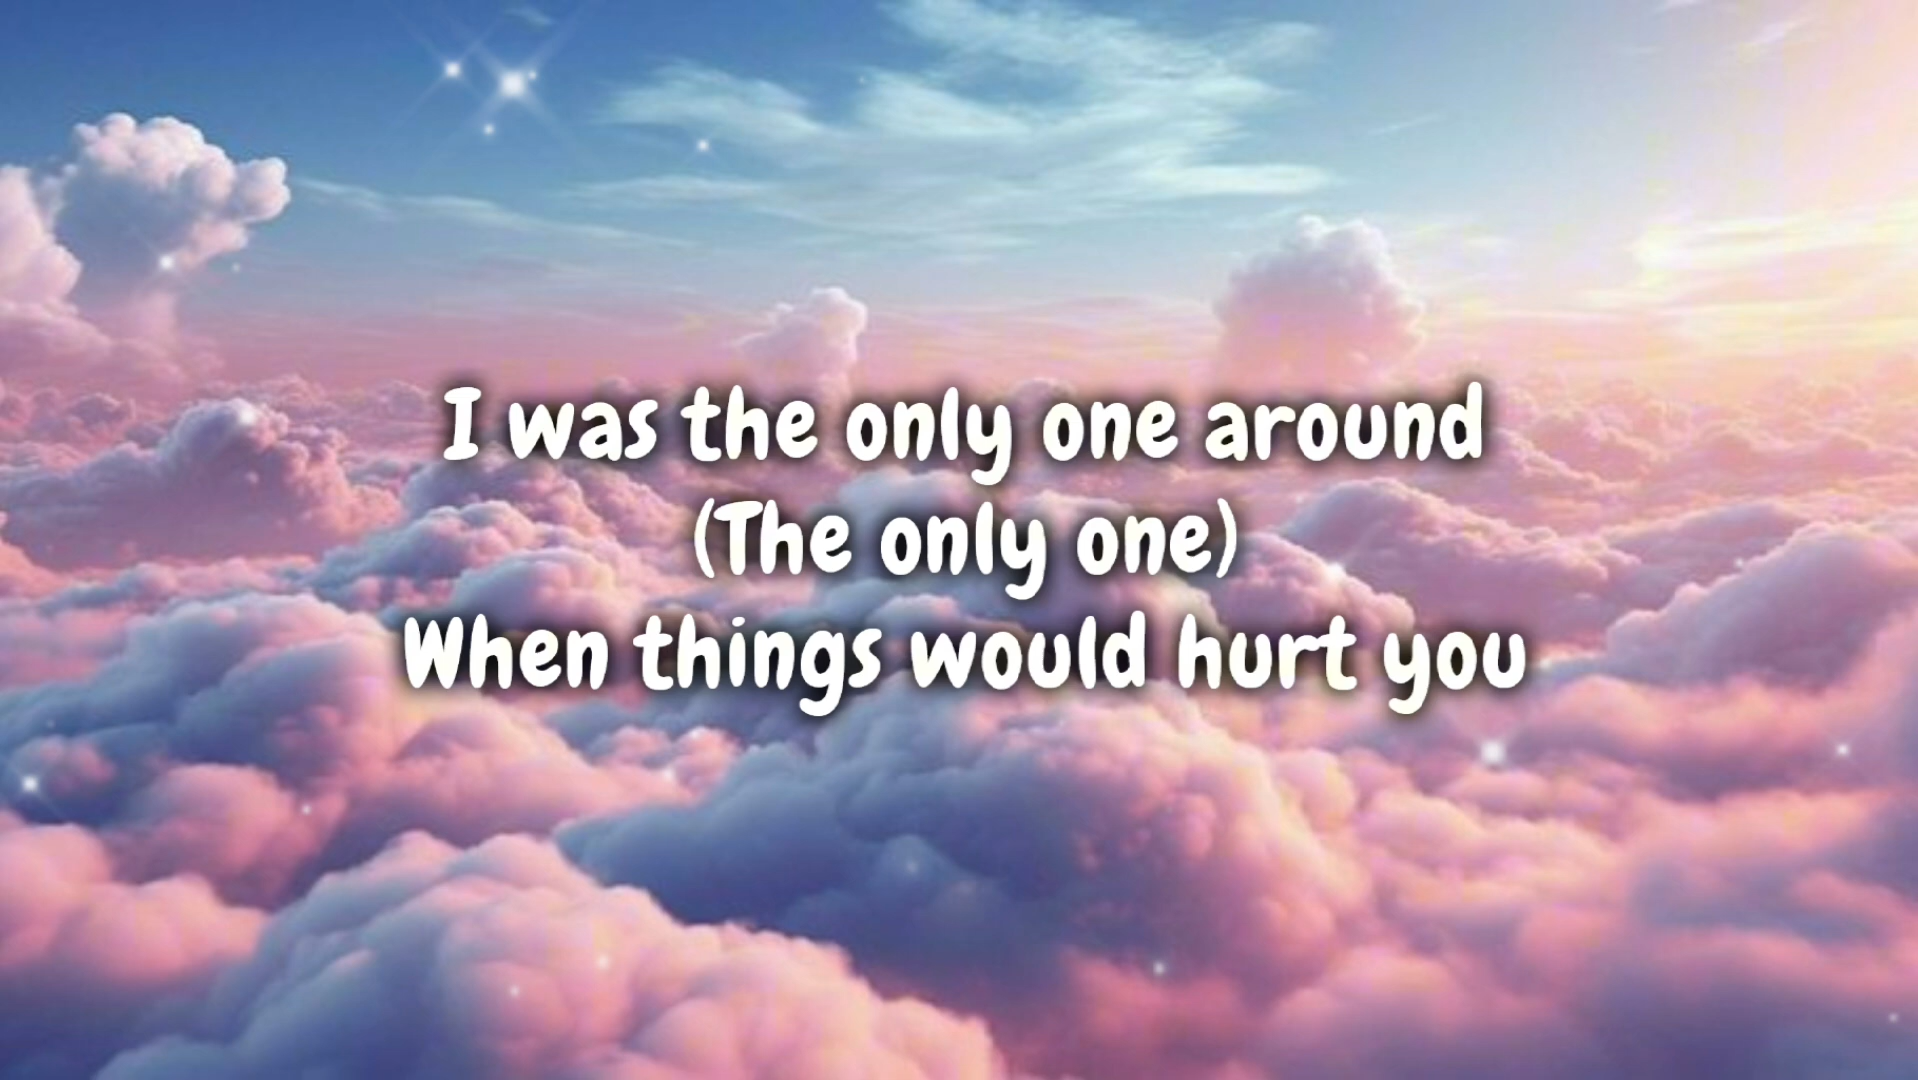 I was the only one around
(The only one)
When things would hurt you